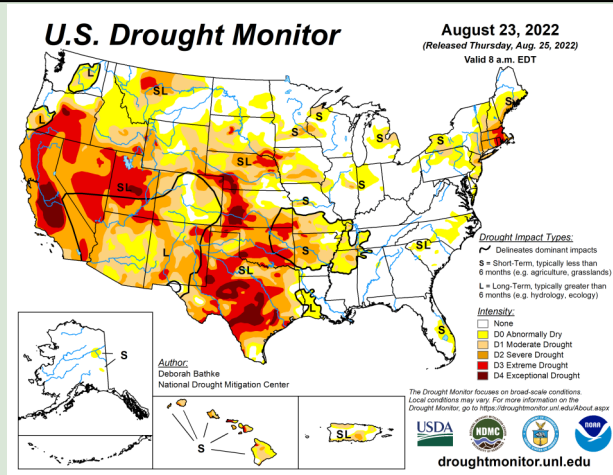 U.S. Drought Monitor
August 23, 2022
(Released Thursday, Aug. 25, 2022)
Valid 8 a.m. EDT
L
SL
S
S
L
S
S
S
SL
S
SL
S
L
S
SL
SL
L
S
Drought Impact Types:
Delineates dominant impacts
S = Short-Term, typically less than
6 months (e.g. agriculture, grasslands)
L = Long-Term, typically greater than
6 months (e.g. hydrology, ecology)
Intensity:
None
D0 Abnormally Dry
D1 Moderate Drought
D2 Severe Drought
D3 Extreme Drought
D4 Exceptional Drought
S
Author:
Deborah Bathke
National Drought Mitigation Center
S
SL
The Drought Monitor focuses on broad-scale conditions.
Local conditions may vary. For more information on the
Drought Monitor, go to https://droughtmonitor.unl.edu/About.aspx
USDA
NDMC
NOAA
droughtmonitor.unl.edu